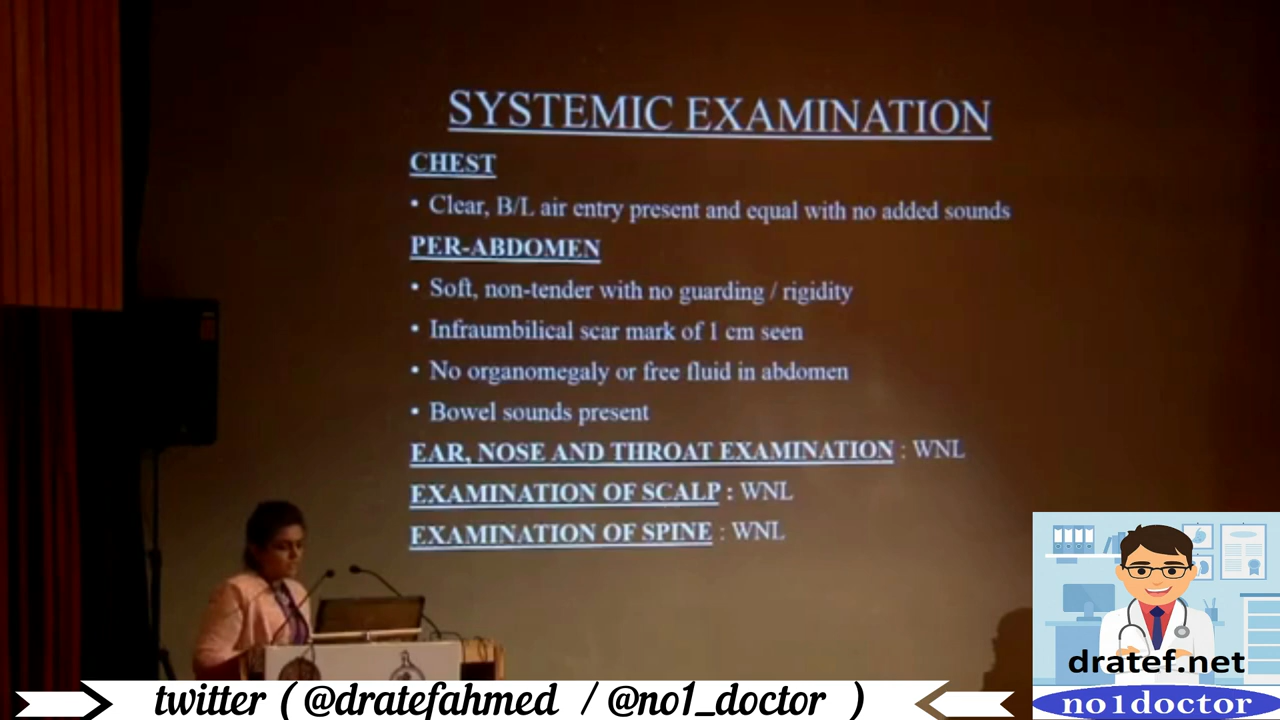 SYSTEMIC EXAMINATION
CHEST
• Clear, B/L air entry present and equal with no added sounds
PER-ABDOMEN
• Soft, non-tender with no guarding / rigidity
• Infraumbilical scar mark of 1 cm seen
• No organomegaly or free fluid in abdomen
• Bowel sounds present
EAR, NOSE AND THROAT EXAMINATION : WNL
EXAMINATION OF SCALP : WNL
EXAMINATION OF SPINE : WNL
dratef.net
no1doctor
twitter ( @dratefahmed / @no1_doctor )